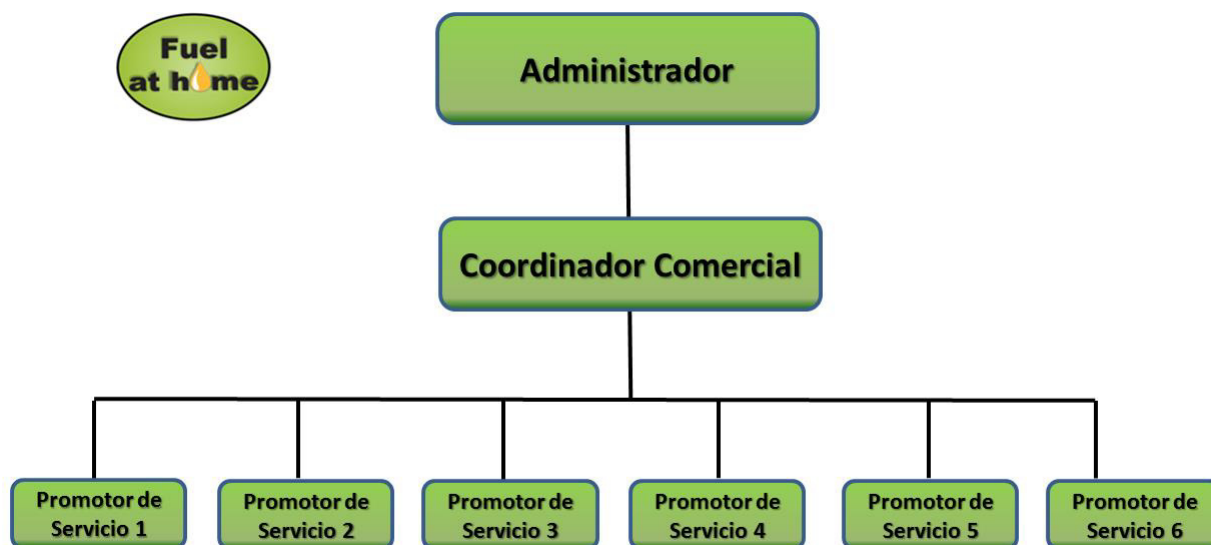 Fuel
at home
Administrador
Coordinador Comercial
Promotor de
Servicio 1
Promotor de
Servicio 2
Promotor de
Servicio 3
Promotor de
Servicio 4
Promotor de
Servicio 5
Promotor de
Servicio 6